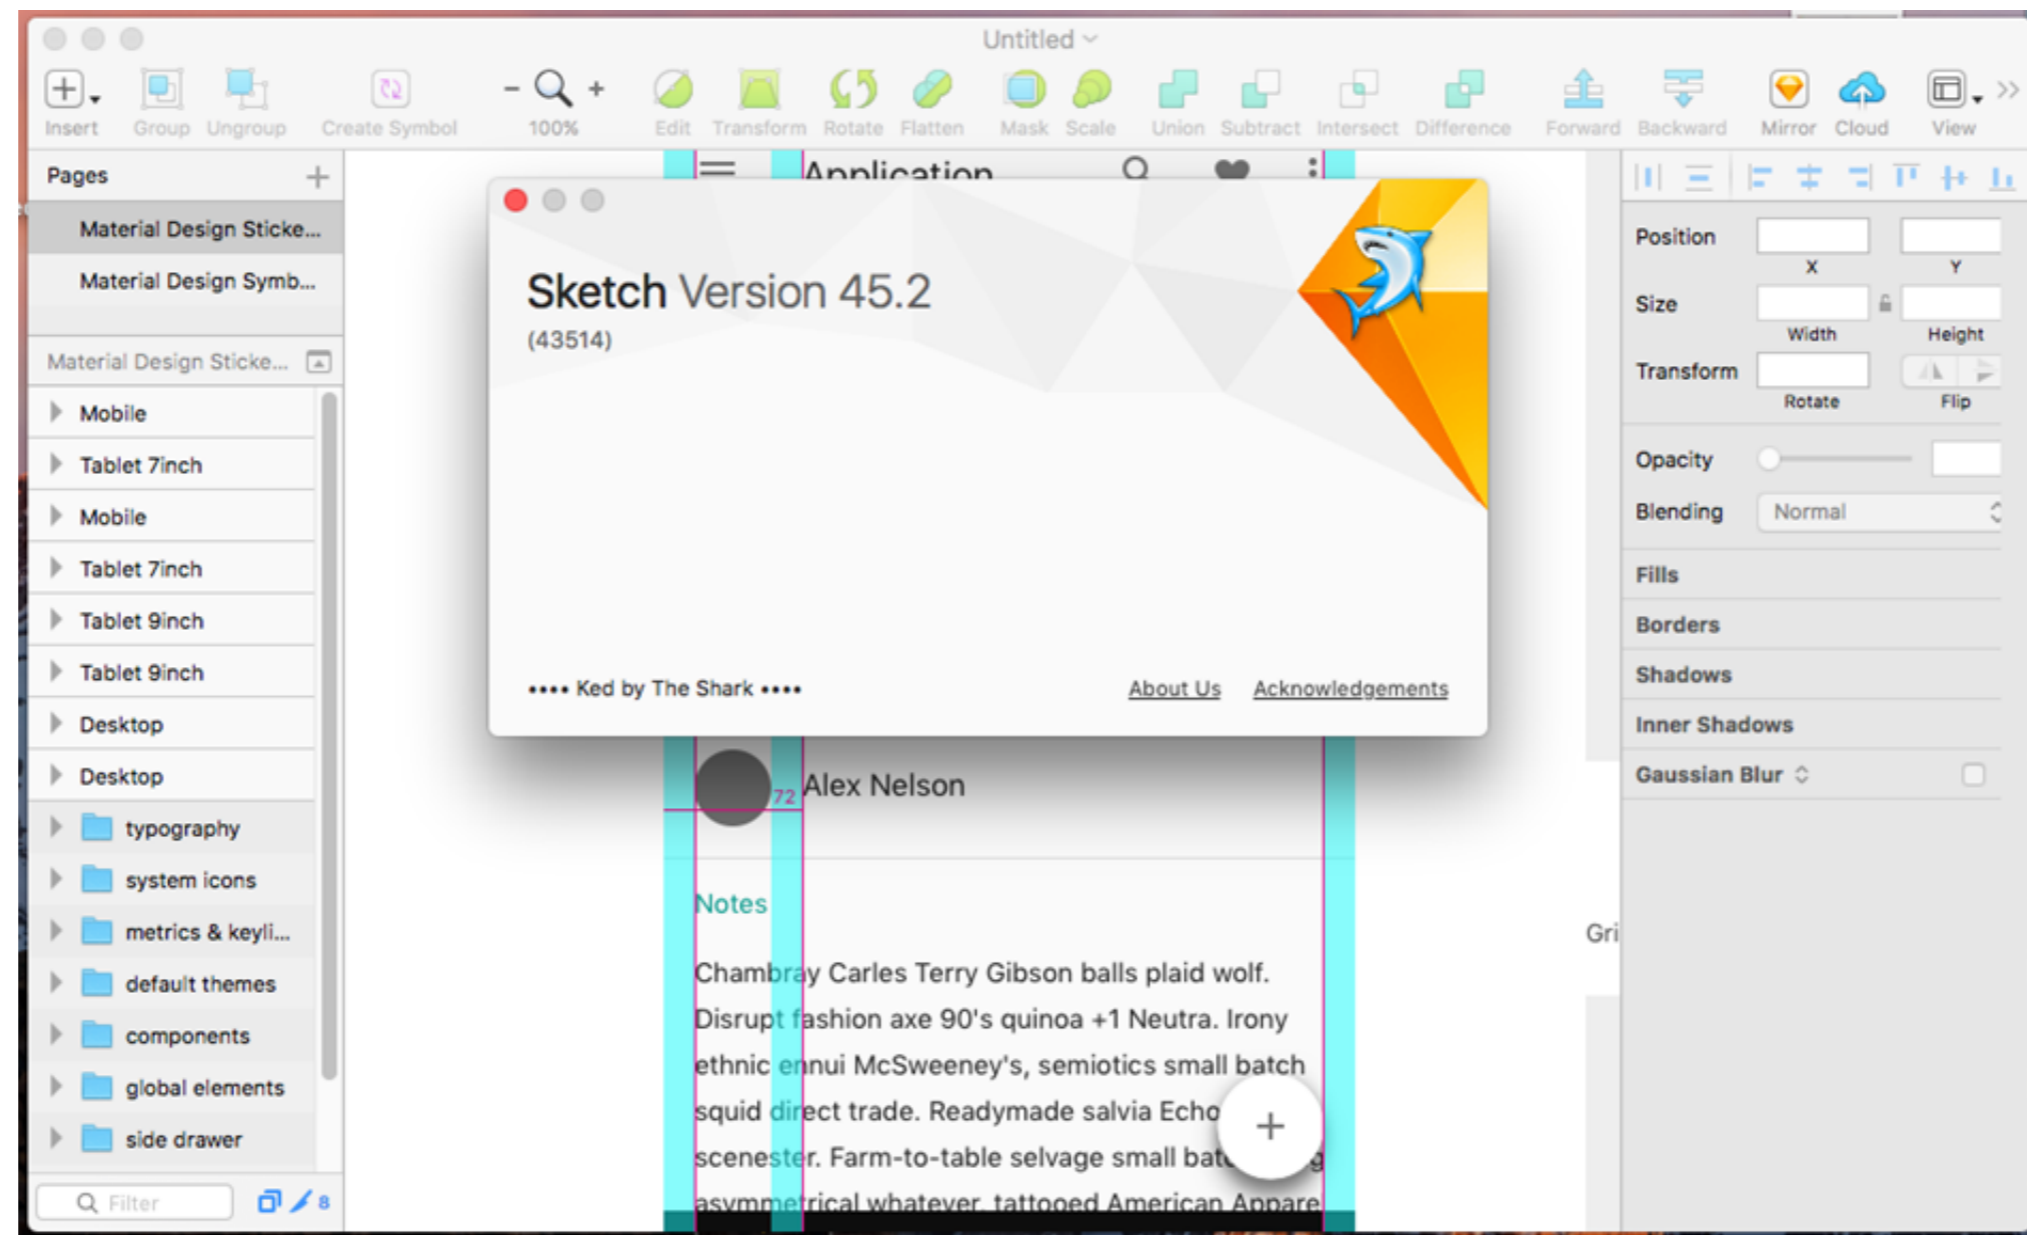 Untitled
Insert Group Ungroup Create Symbol 100% Edit Transform Rotate Flatten Mask Scale Union Subtract Intersect Difference Forward Backward Mirror Cloud View
Pages
Material Design Sticke...
Material Design Symb...
Material Design Sticke...
Mobile
Tablet 7inch
Mobile
Tablet 7inch
Tablet 9inch
Tablet 9inch
Desktop
Desktop
typography
system icons
metrics & keyli...
default themes
components
global elements
side drawer
Filter
8
Application
Sketch Version 45.2
(43514)
•••• Ked by The Shark ••••
About Us Acknowledgements
72
Alex Nelson
Notes
Chambray Carles Terry Gibson balls plaid wolf.
Disrupt fashion axe 90's quinoa +1 Neutra. Irony
ethnic ennui McSweeney's, semiotics small batch
squid direct trade. Readymade salvia Echo
scenester. Farm-to-table selvage small batc g
asymmetrical whatever, tattooed American Appare
Gri
Position
X Y
Size
Width Height
Transform
Rotate Flip
Opacity
Blending Normal
Fills
Borders
Shadows
Inner Shadows
Gaussian Blur